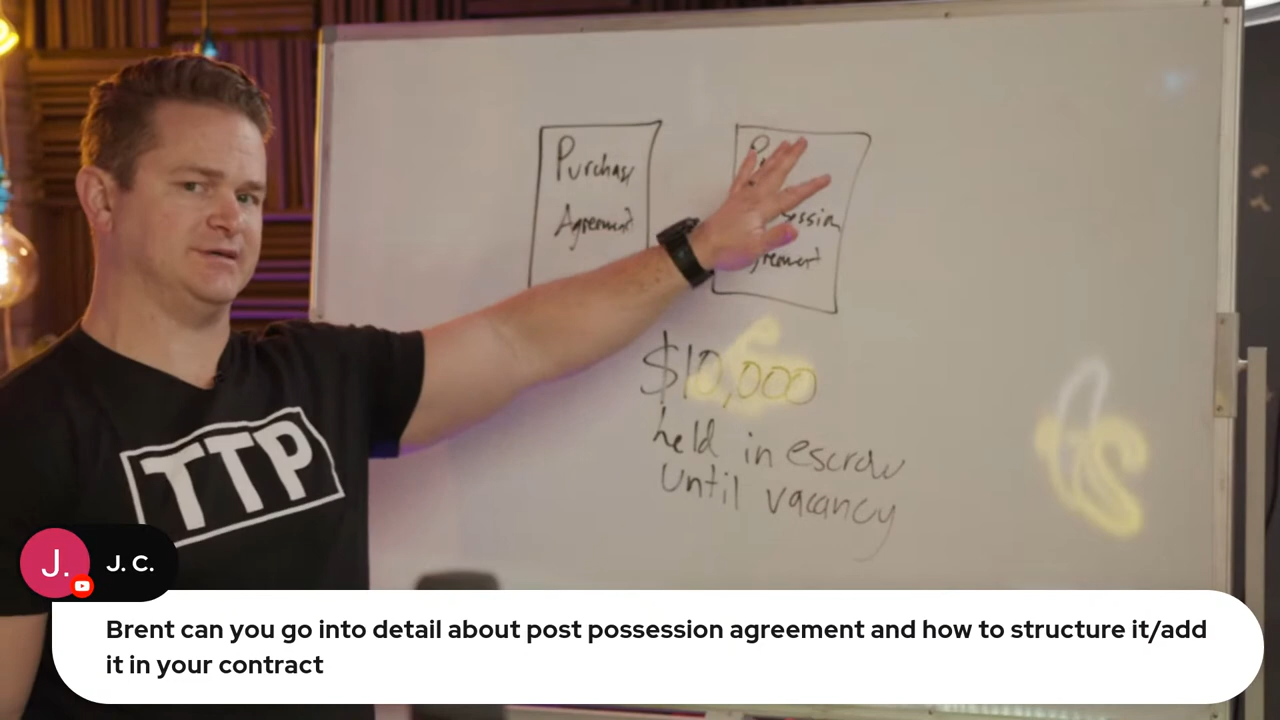 Purchase
Agreement
$10,000
held in escrow
until vacancy
TTP
J.
J. C.
Brent can you go into detail about post possession agreement and how to structure it/add
it in your contract